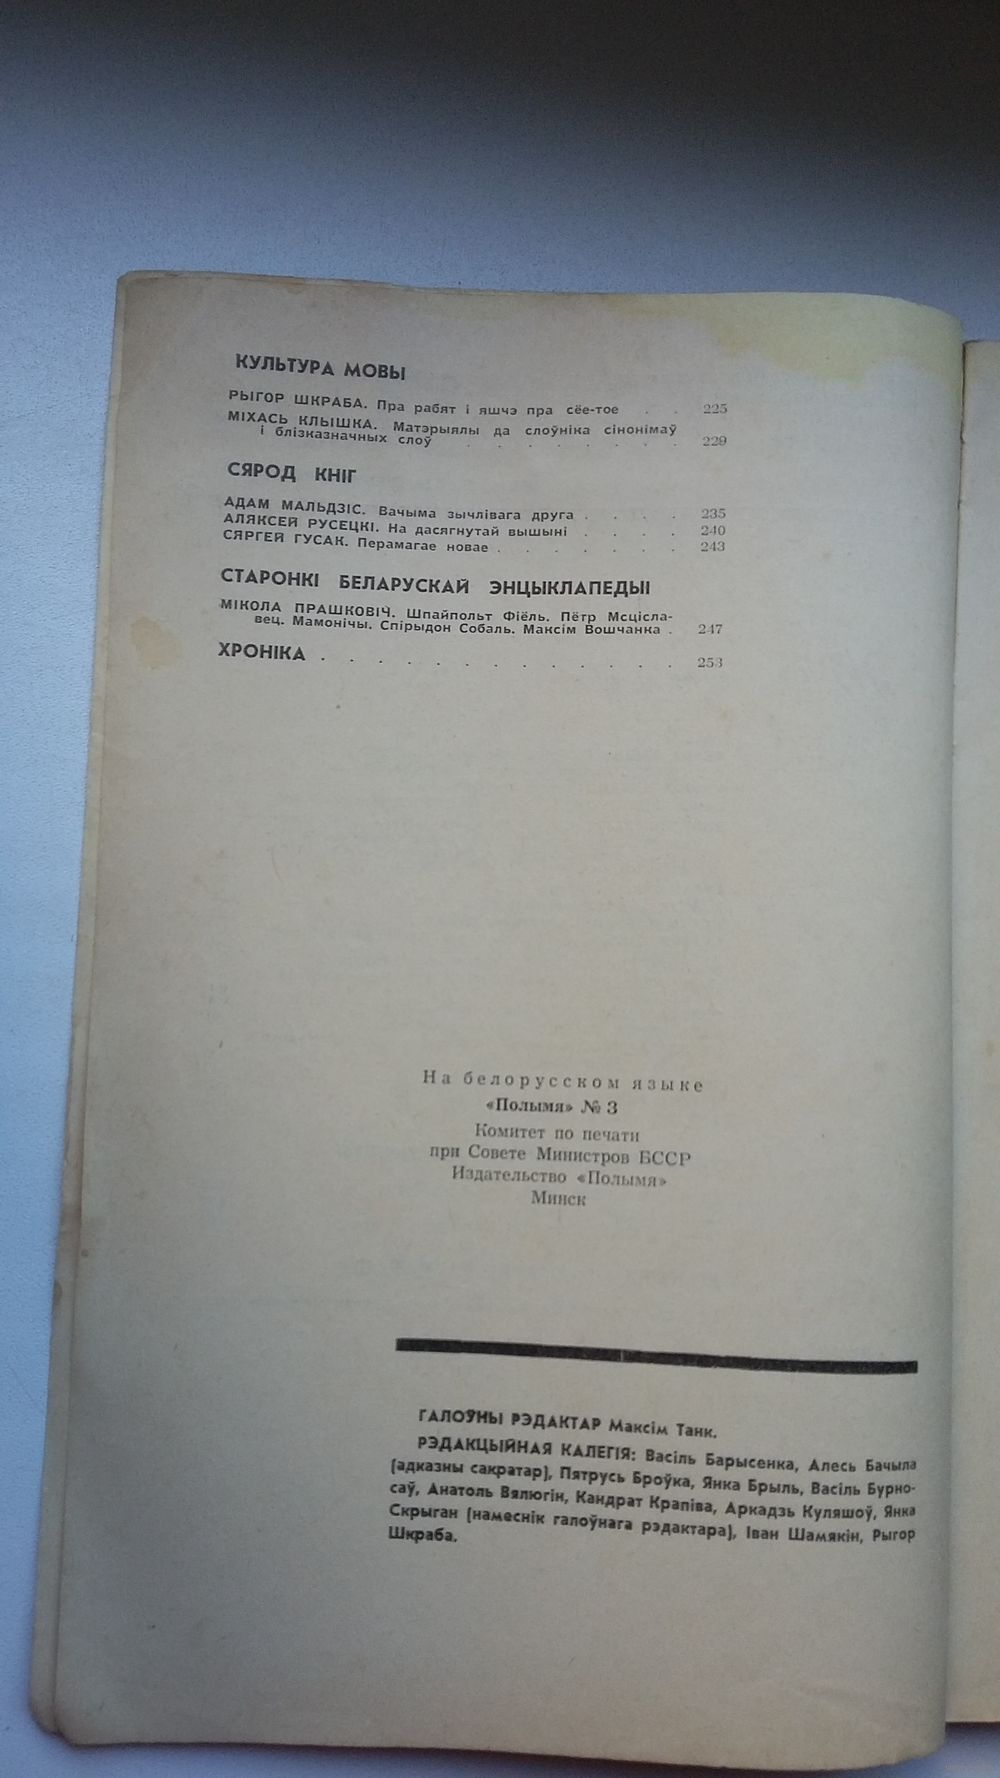 КУЛЬТУРА МОВЫ
РЫГОР ШКРАБА. Пра рабят і яшчэ пра сёе-тое . . 225
МІХАСЬ КЛЫШКА. Матэрыялы да слоўніка сінонімаў
і блізказначных слоў . . . . . . . . 229
СЯРОД КНІГ
АДАМ МАЛЬДЗІС. Вачыма зычлівага друга . . . . 235
АЛЯКСЕЙ РУСЕЦКІ. На дасягнутай вышыні . . . . 240
СЯРГЕЙ ГУСАК. Перамагае новае . . . . . . . 243
СТАРОНКІ БЕЛАРУСКАЙ ЭНЦЫКЛАПЕДЫІ
МІКОЛА ПРАШКОВІЧ. Шпайпольт Фіёль. Пётр Мсцісла-
вец. Мамонічы. Спірыдон Собаль. Максім Вошчанка . 247
ХРОНІКА . . . . . . . . . . . . . 253
На белорусском языке
«Полымя» № 3
Комитет по печати
при Совете Министров БССР
Издательство «Полымя»
Минск
ГАЛОЎНЫ РЭДАКТАР Максім Танк.
РЭДАКЦЫЙНАЯ КАЛЕГІЯ: Васіль Барысенка, Алесь Бачыла
(адказны сакратар), Пятрусь Броўка, Янка Брыль, Васіль Бурно-
саў, Анатоль Вялюгін, Кандрат Крапіва, Аркадзь Куляшоў, Янка
Скрыган (намеснік галоўнага рэдактара), Іван Шамякін, Рыгор
Шкраба.